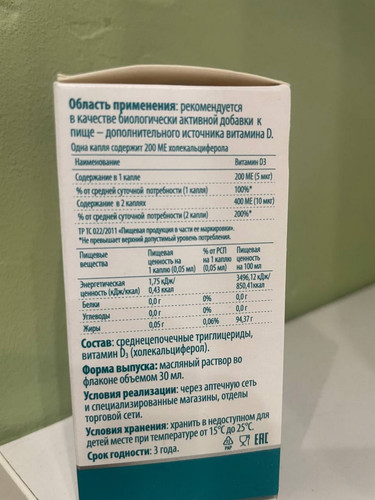 Область применения: рекомендуется
в качестве биологически активной добавки к
пище – дополнительного источника витамина D.
Одна капля содержит 200 МЕ холекальциферола
Наименование Витамин D3
Содержание в 1 капле 200 МЕ (5 мкг)
% от средней суточной потребности (1 капли) 100%*
Содержание в 2 каплях 400 МЕ (10 мкг)
% от средней суточной потребности (2 капли) 200%*
ТР ТС 022/2011 «Пищевая продукция в части ее маркировки».
*Не превышает верхний допустимый уровень потребления.
Пищевые вещества Пищевая ценность на 1 каплю (0,05 мл) % от РСП на 1 каплю (0,05 мл) Пищевая ценность на 100 мл
Энергетическая ценность (кДж/ккал) 1,75 кДж/ 0,43 ккал 3496,12 кДж/ 850,41ккал
Белки 0,0 г 0% 0,0 г
Углеводы 0,0 г 0% 0,0 г
Жиры 0,05 г 0,06% 94,37 г
Состав: среднецепочечные триглицериды,
витамин D₃ (холекальциферол).
Форма выпуска: масляный раствор во
флаконе объемом 30 мл.
Условия реализации: через аптечную сеть
и специализированные магазины, отделы
торговой сети.
Условия хранения: хранить в недоступном для
детей месте при температуре от 15°С до 25°С.
Срок годности: 3 года.
PAP EAC